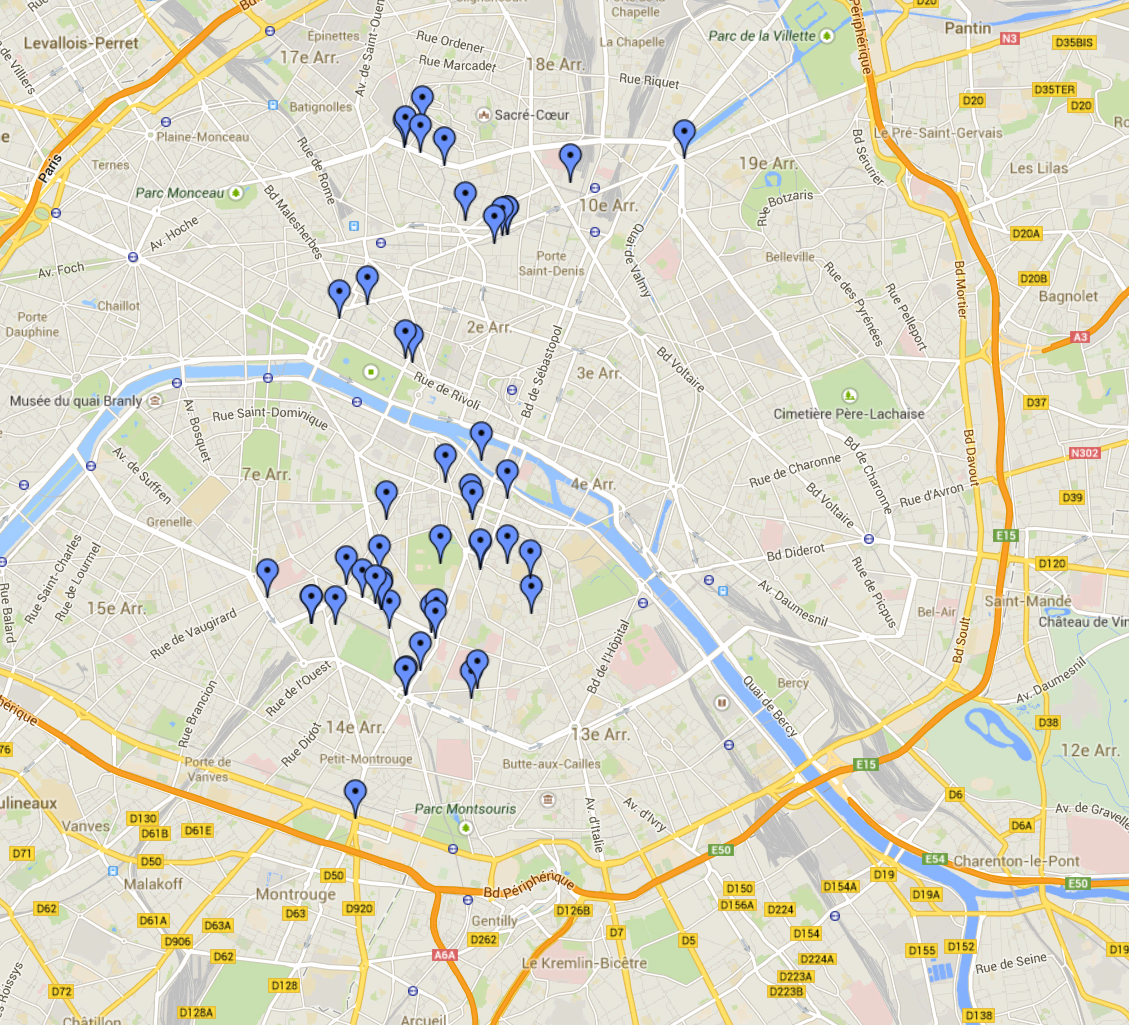 Levallois-Perret
Épinettes
17e Arr.
Av. de Saint-Ouen
Rue Ordener
Rue Marcadet
18e Arr.
La Chapelle
la Chapelle
Rue Riquet
Parc de la Villette
Périphérique
D20
Pantin
N3
D35BIS
D35TER
D20
D20
de Villiers
Batignolles
Plaine-Monceau
Ternes
Paris
Rue de Rome
Sacré-Cœur
Le Pré-Saint-Gervais
Bd Sérurier
Les Lilas
19e Arr.
Parc Monceau
Bd Malesherbes
10e Arr.
Rue Botzaris
Av. Hoche
Av. Foch
Quai de Valmy
Porte
Saint-Denis
Belleville
D20A
D20B
Bagnolet
Bd Mortier
Rue des Pyrénées
Rue Pelleport
Chaillot
Porte
Dauphine
2e Arr.
Bd de Sébastopol
A3
3e Arr.
Bd Voltaire
Rue de Rivoli
Musée du quai Branly
Rue Saint-Dominique
Av. Bosquet
Cimetière Père-Lachaise
D37
7e Arr.
Av. de Suffren
4e Arr.
Bd de Charonne
Rue de Charonne
Bd Davout
N302
Rue d'Avron
D39
Bd Voltaire
Grenelle
Rue Saint-Charles
Rue de Lourmel
E15
Bd Diderot
D120
15e Arr.
Rue Balard
Rue de Vaugirard
Av. Daumesnil
Rue de Picpus
Bel-Air
Saint-Mandé
Château de Vin
Bd Soult
Bd de l'Hôpital
Rue de l'Ouest
Bercy
Quai de Bercy
Av. Daumesnil
Rue Brancion
14e Arr.
Rue Didot
13e Arr.
D38
12e Arr.
Porte de
Vanves
Petit-Montrouge
Butte-aux-Cailles
E15
D6
ulineaux
Vanves
D130
D61B
D61E
Parc Montsouris
Av. d'Italie
Av. d'Ivry
Av. de Gravelle
D6A
D71
D50
E50
E54
Charenton-le-Pont
Malakoff
D50
Montrouge
Bd Périphérique
D19
E50
D154A
D19A
D150
D156A
D62
D61A
D63A
D63
D920
D126B
D224
Gentilly
D906
D62
D262
D7
D5
D154
D155
D152
D19
A6A
D224A
Le Kremlin-Bicêtre
Rue de Seine
D72
D128
D223A
D223B
D128A
Châtillon
Arcueil
D138